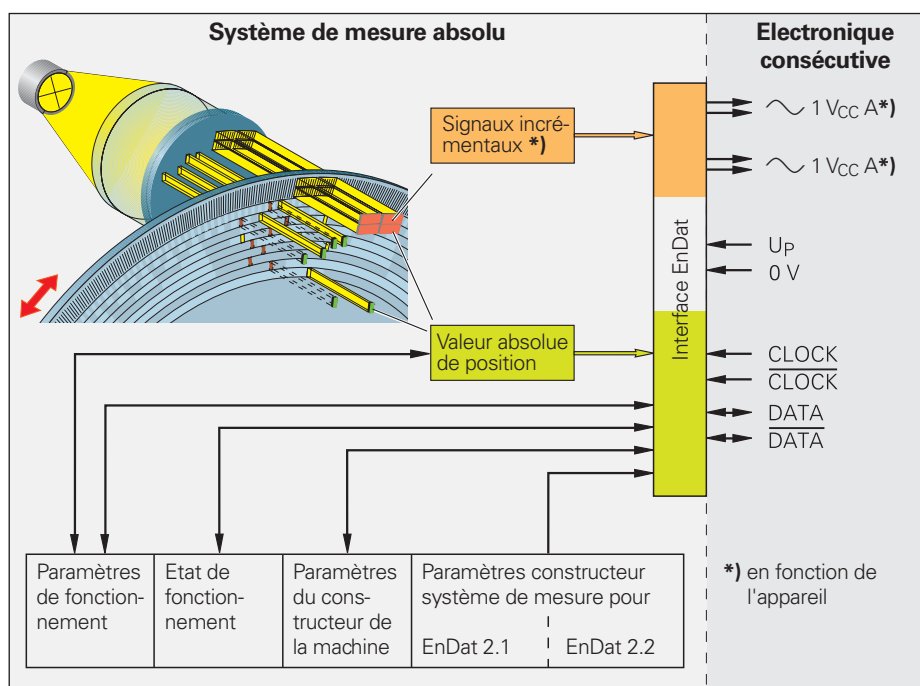 Système de mesure absolu
Electronique
consécutive
Signaux incré-
mentaux *)
1 VCC A*)
1 VCC A*)
Interface EnDat
UP
0 V
Valeur absolue
de position
CLOCK
CLOCK
DATA
DATA
Paramètres
de fonction-
nement
Etat de
fonction-
nement
Paramètres
du cons-
tructeur de
la machine
Paramètres constructeur
système de mesure pour
EnDat 2.1
EnDat 2.2
*) en fonction de
l'appareil